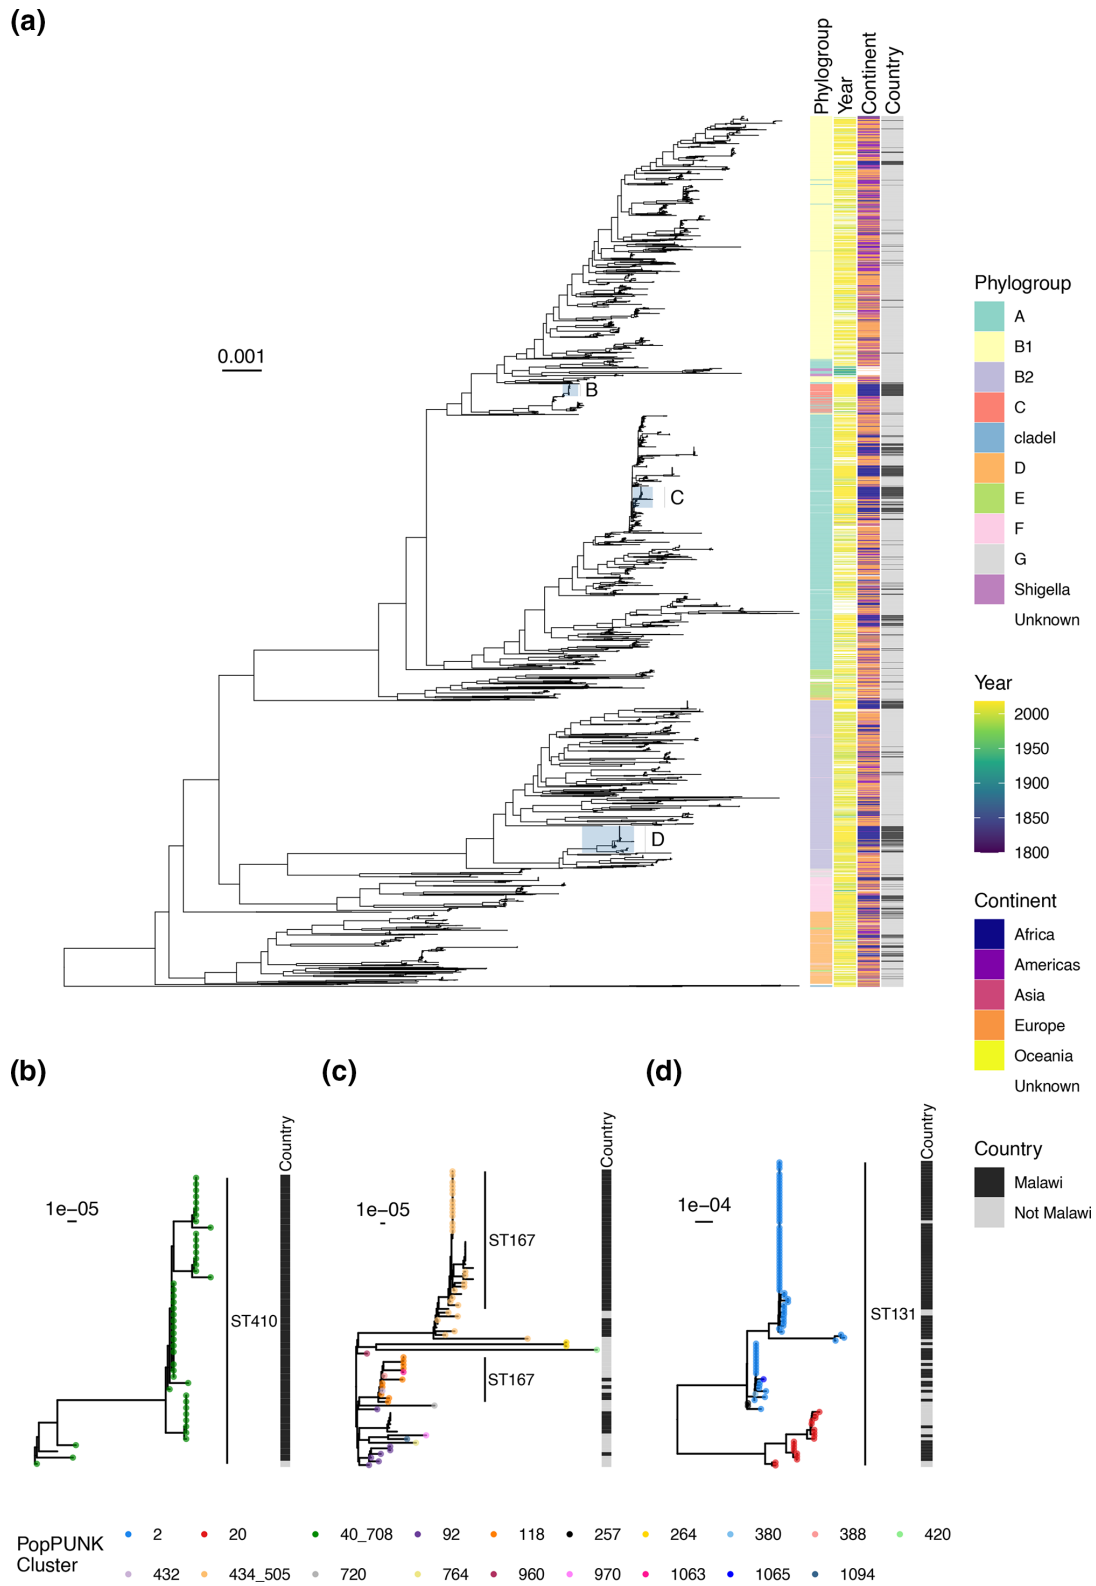 (a)
Phylogroup
Year
Continent
Country
0.001
B
C
D
Phylogroup
A
B1
B2
C
cladeI
D
E
F
G
Shigella
Unknown
Year
2000
1950
1900
1850
1800
Continent
Africa
Americas
Asia
Europe
Oceania
Unknown
Country
Malawi
Not Malawi
(b)
1e−05
ST410
Country
(c)
1e−05
ST167
ST167
Country
(d)
1e−04
ST131
Country
PopPUNK
Cluster
2 20 40_708 92 118 257 264 380 388 420
432 434_505 720 764 960 970 1063 1065 1094